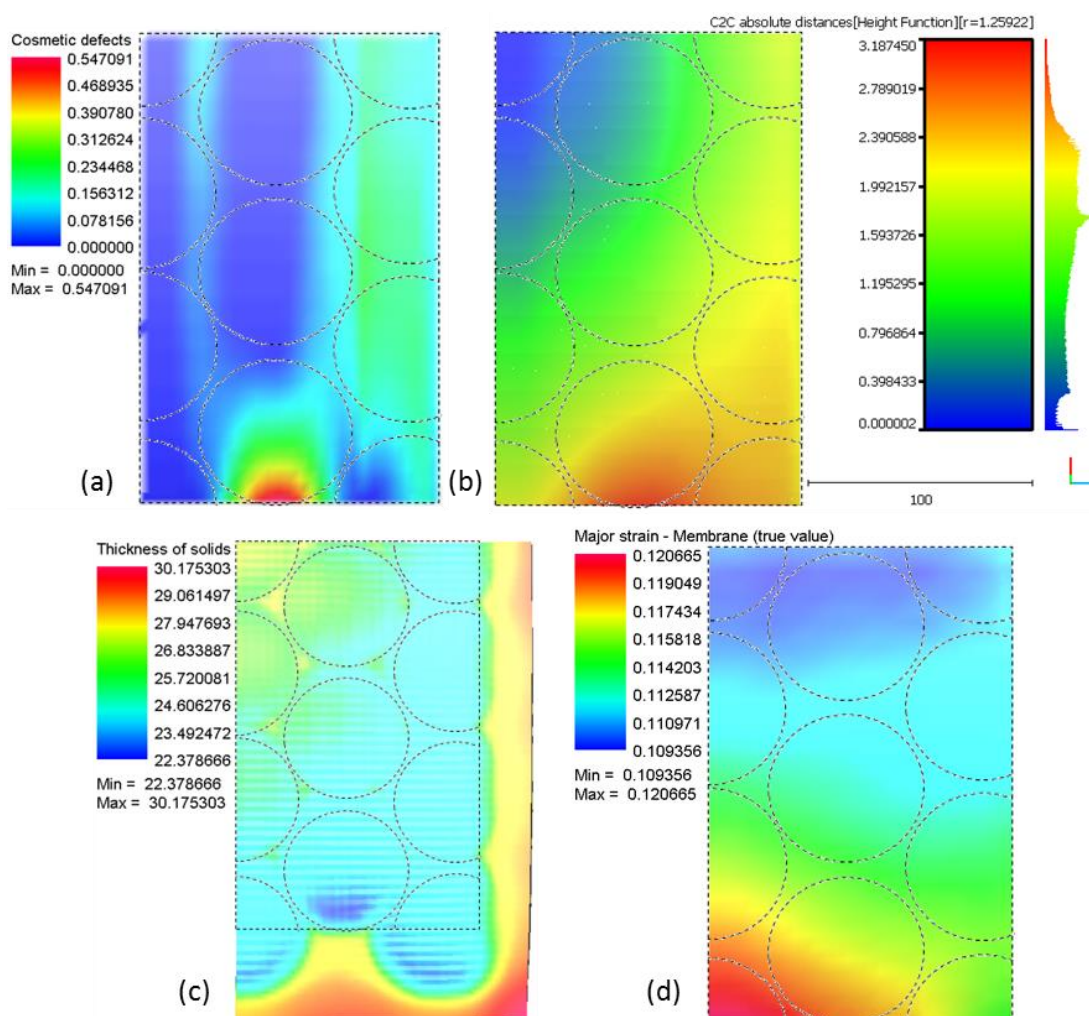 C2C absolute distances[Height Function][r=1.25922]
Cosmetic defects
0.547091
0.468935
0.390780
0.312624
0.234468
0.156312
0.078156
0.000000
Min = 0.000000
Max = 0.547091
3.187450
2.789019
2.390588
1.992157
1.593726
1.195295
0.796864
0.398433
0.000002
100
(a)
(b)
Thickness of solids
30.175303
29.061497
27.947693
26.833887
25.720081
24.606276
23.492472
22.378666
Min = 22.378666
Max = 30.175303
Major strain - Membrane (true value)
0.120665
0.119049
0.117434
0.115818
0.114203
0.112587
0.110971
0.109356
Min = 0.109356
Max = 0.120665
(c)
(d)